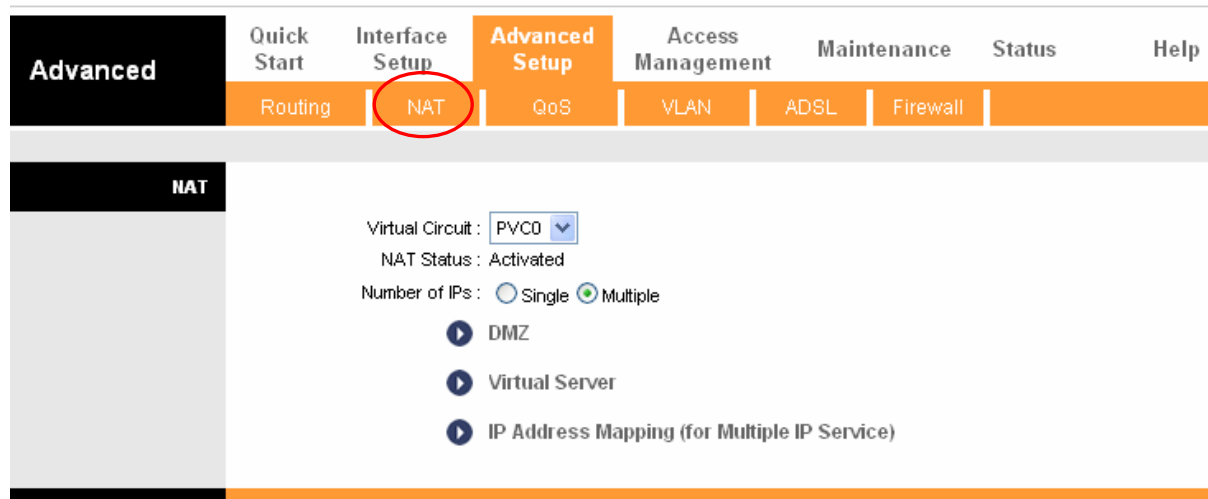 Advanced
Quick Start
Interface Setup
Advanced Setup
Access Management
Maintenance
Status
Help
Routing
NAT
QoS
VLAN
ADSL
Firewall
NAT
Virtual Circuit : PVC0
NAT Status : Activated
Number of IPs : Single Multiple
DMZ
Virtual Server
IP Address Mapping (for Multiple IP Service)